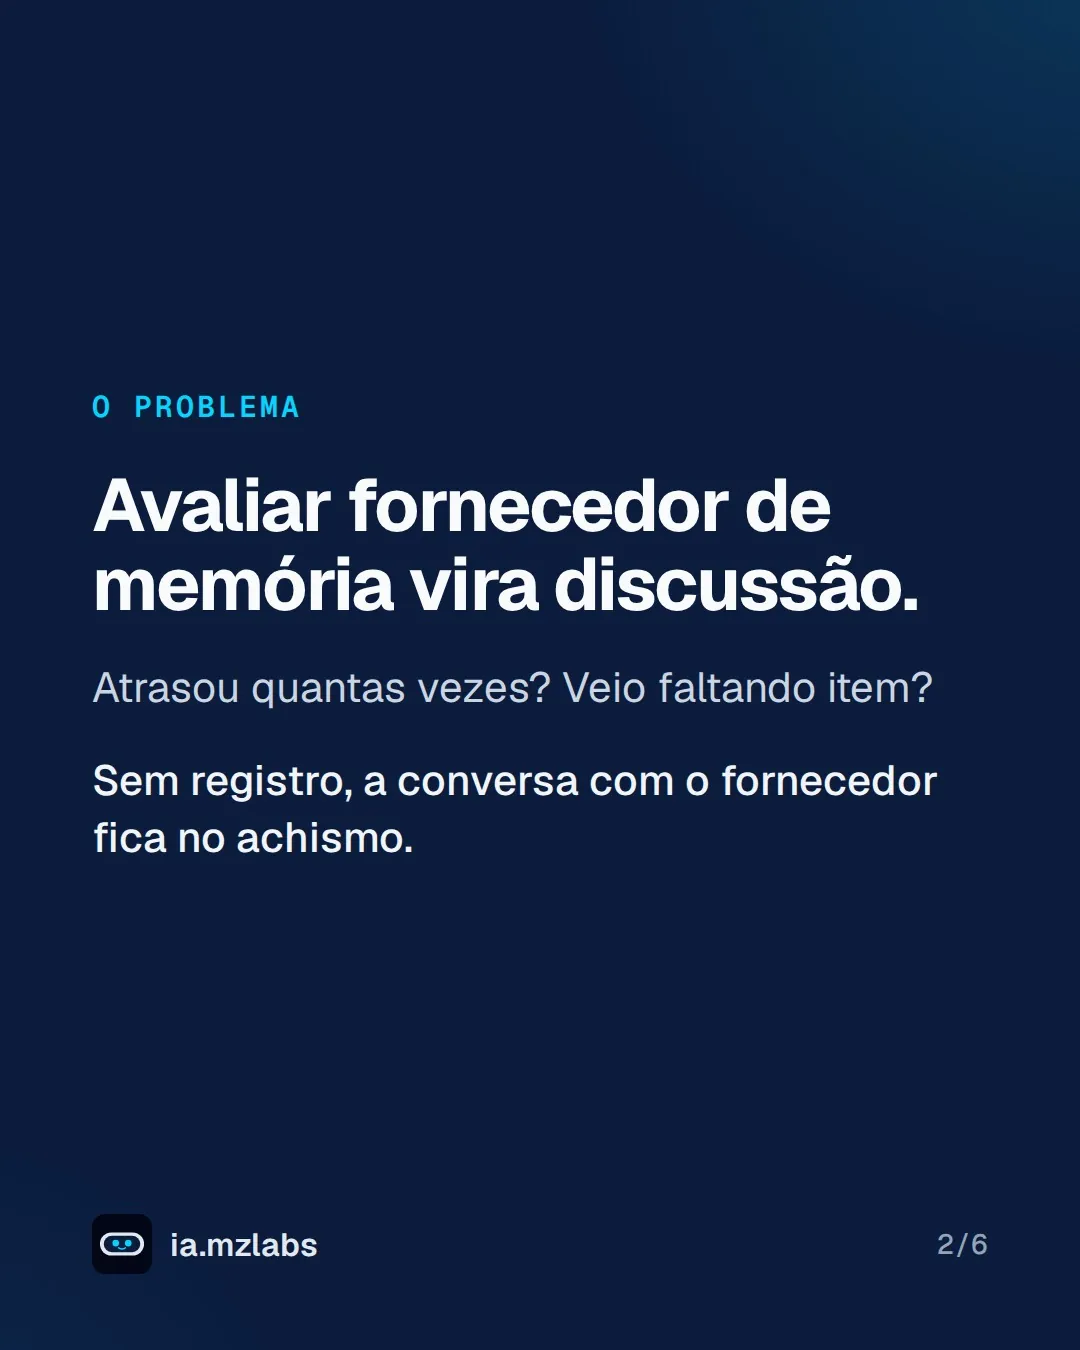 O PROBLEMA
Avaliar fornecedor de
memória vira discussão.
Atrasou quantas vezes? Veio faltando item?
Sem registro, a conversa com o fornecedor
fica no achismo.
ia.mzlabs
2/6